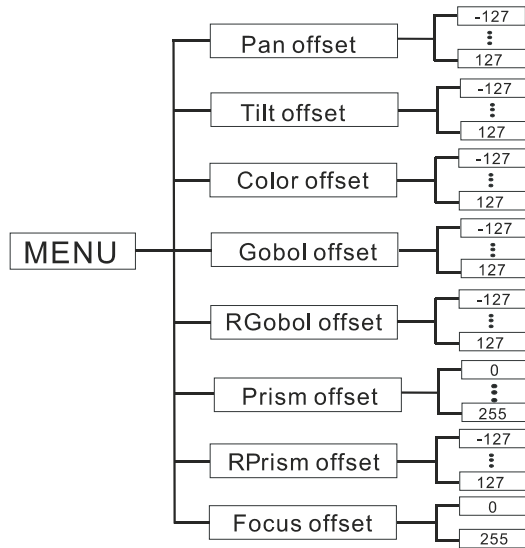 -127
Pan offset
127
-127
Tilt offset
127
-127
Color offset
127
-127
MENU
Gobol offset
127
-127
RGobol offset
127
0
Prism offset
255
-127
RPrism offset
127
0
Focus offset
255